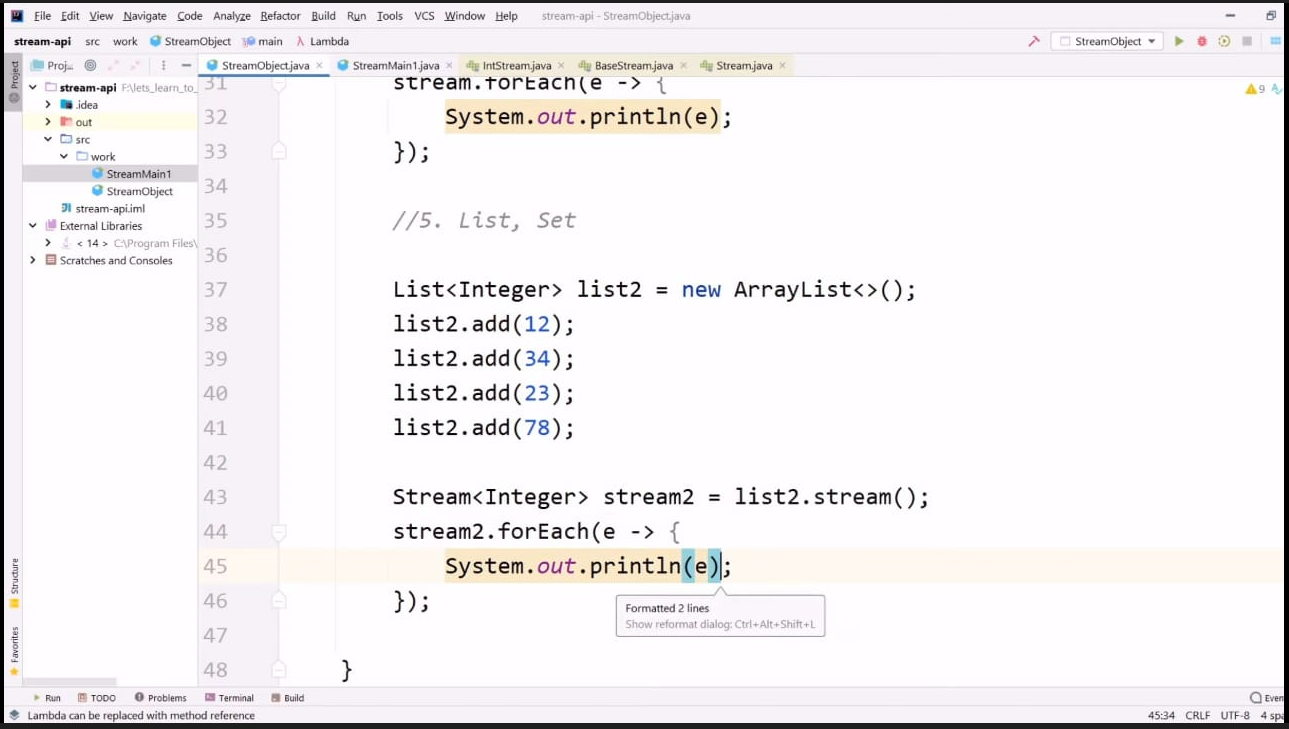 File Edit View Navigate Code Analyze Refactor Build Run Tools VCS Window Help stream-api - StreamObject.java
stream-api src work StreamObject main λ Lambda StreamObject
Project
Proj...
StreamObject.java StreamMain1.java IntStream.java BaseStream.java Stream.java
stream-api F:\lets_learn_to_
.idea
out
src
work
StreamMain1
StreamObject
stream-api.iml
External Libraries
< 14 > C:\Program Files\
Scratches and Consoles
Structure
Favorites
31 stream.forEach(e -> {
32 System.out.println(e);
33 });
34
35 //5. List, Set
36
37 List<Integer> list2 = new ArrayList<>();
38 list2.add(12);
39 list2.add(34);
40 list2.add(23);
41 list2.add(78);
42
43 Stream<Integer> stream2 = list2.stream();
44 stream2.forEach(e -> {
45 System.out.println(e);
46 });
47
48 }
9
Formatted 2 lines
Show reformat dialog: Ctrl+Alt+Shift+L
Run TODO Problems Terminal Build Even
Lambda can be replaced with method reference 45:34 CRLF UTF-8 4 spa